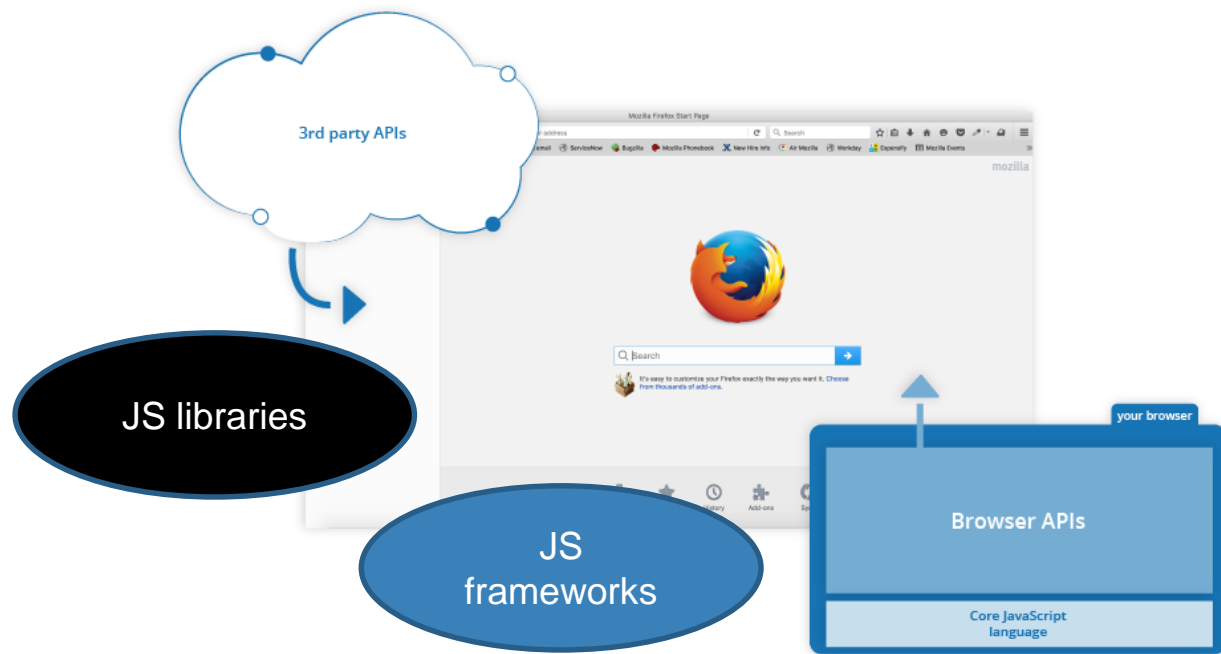 3rd party APIs
Mozilla Firefox Start Page
address
Search
email ServiceNow Bugzilla Mozilla Phonebook New Hire Info Air Mozilla Workday Expensify Mozilla Events
mozilla
Search
It's easy to customize your Firefox exactly the way you want it. Choose
from thousands of add-ons.
JS libraries
your browser
Add-ons
JS
frameworks
Browser APIs
Core JavaScript
language